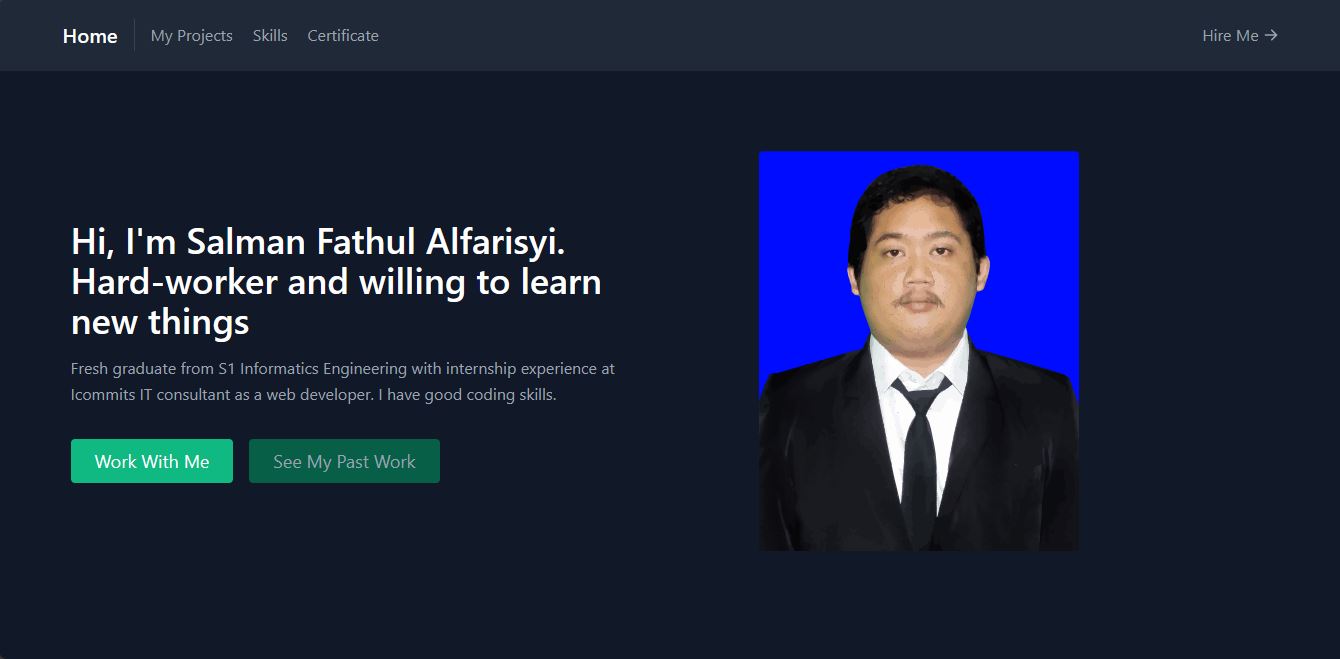 Home My Projects Skills Certificate Hire Me →
Hi, I'm Salman Fathul Alfarisyi.
Hard-worker and willing to learn
new things
Fresh graduate from S1 Informatics Engineering with internship experience at
Icommits IT consultant as a web developer. I have good coding skills.
Work With Me See My Past Work